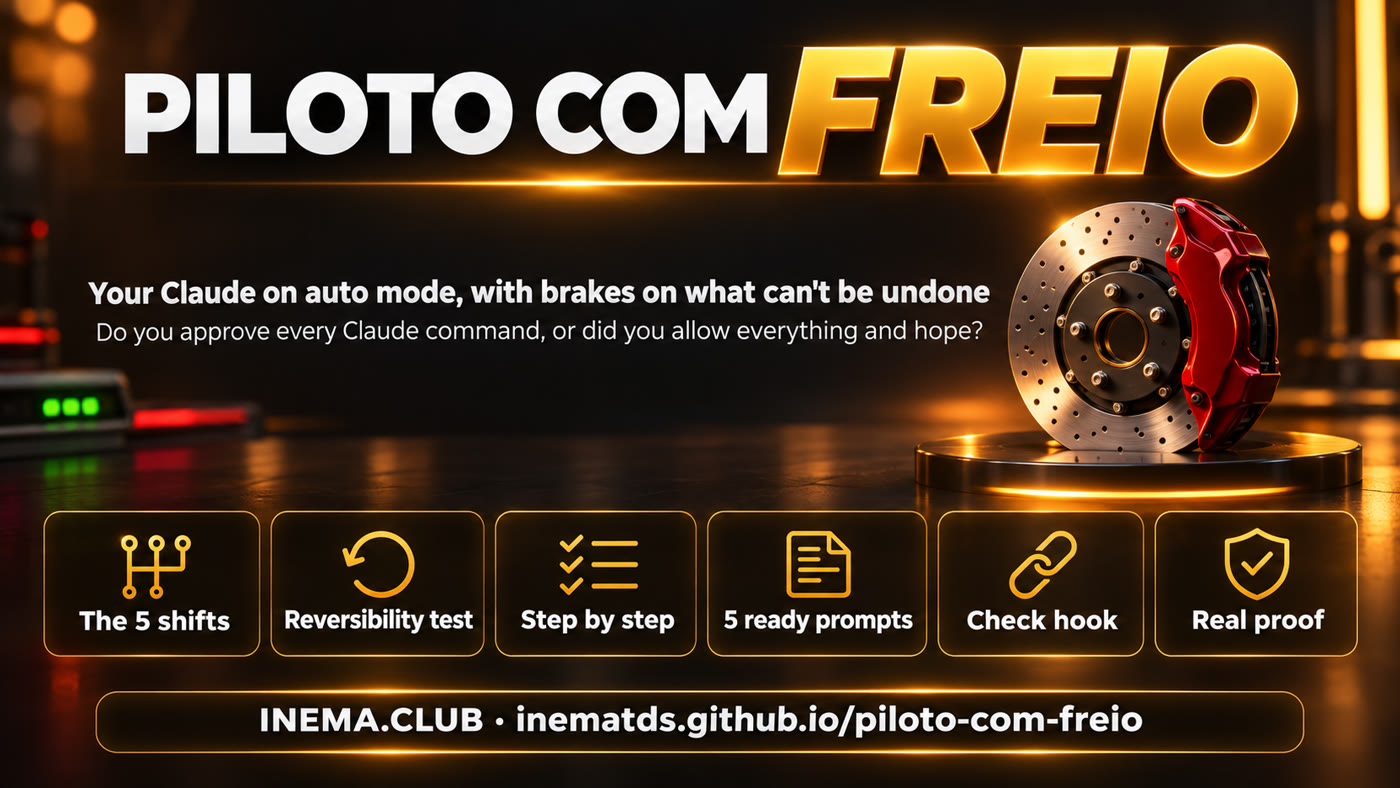 PILOTO COM FREIO
Your Claude on auto mode, with brakes on what can't be undone
Do you approve every Claude command, or did you allow everything and hope?
The 5 shifts
Reversibility test
Step by step
5 ready prompts
Check hook
Real proof
INEMA.CLUB • inematds.github.io/piloto-com-freio